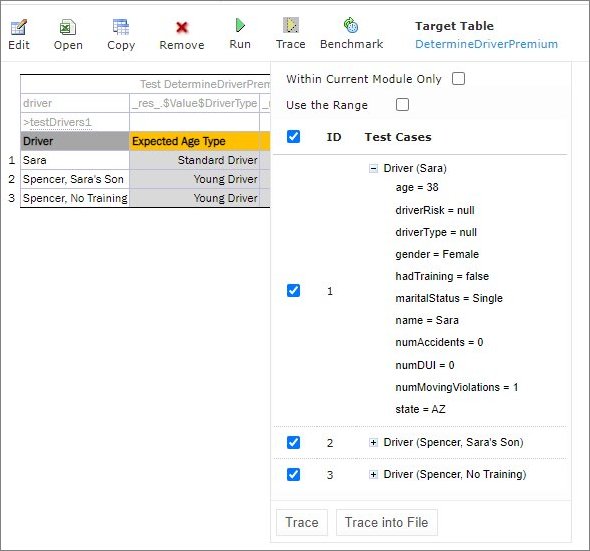 Edit Open Copy Remove Run Trace Benchmark
Target Table
DetermineDriverPremium
Test DetermineDriverPrem
driver _res_.$Value$DriverType _r
>testDrivers1
Driver Expected Age Type
1 Sara Standard Driver
2 Spencer, Sara's Son Young Driver
3 Spencer, No Training Young Driver
Within Current Module Only
Use the Range
ID Test Cases
1
Driver (Sara)
age = 38
driverRisk = null
driverType = null
gender = Female
hadTraining = false
maritalStatus = Single
name = Sara
numAccidents = 0
numDUI = 0
numMovingViolations = 1
state = AZ
2 Driver (Spencer, Sara's Son)
3 Driver (Spencer, No Training)
Trace Trace into File